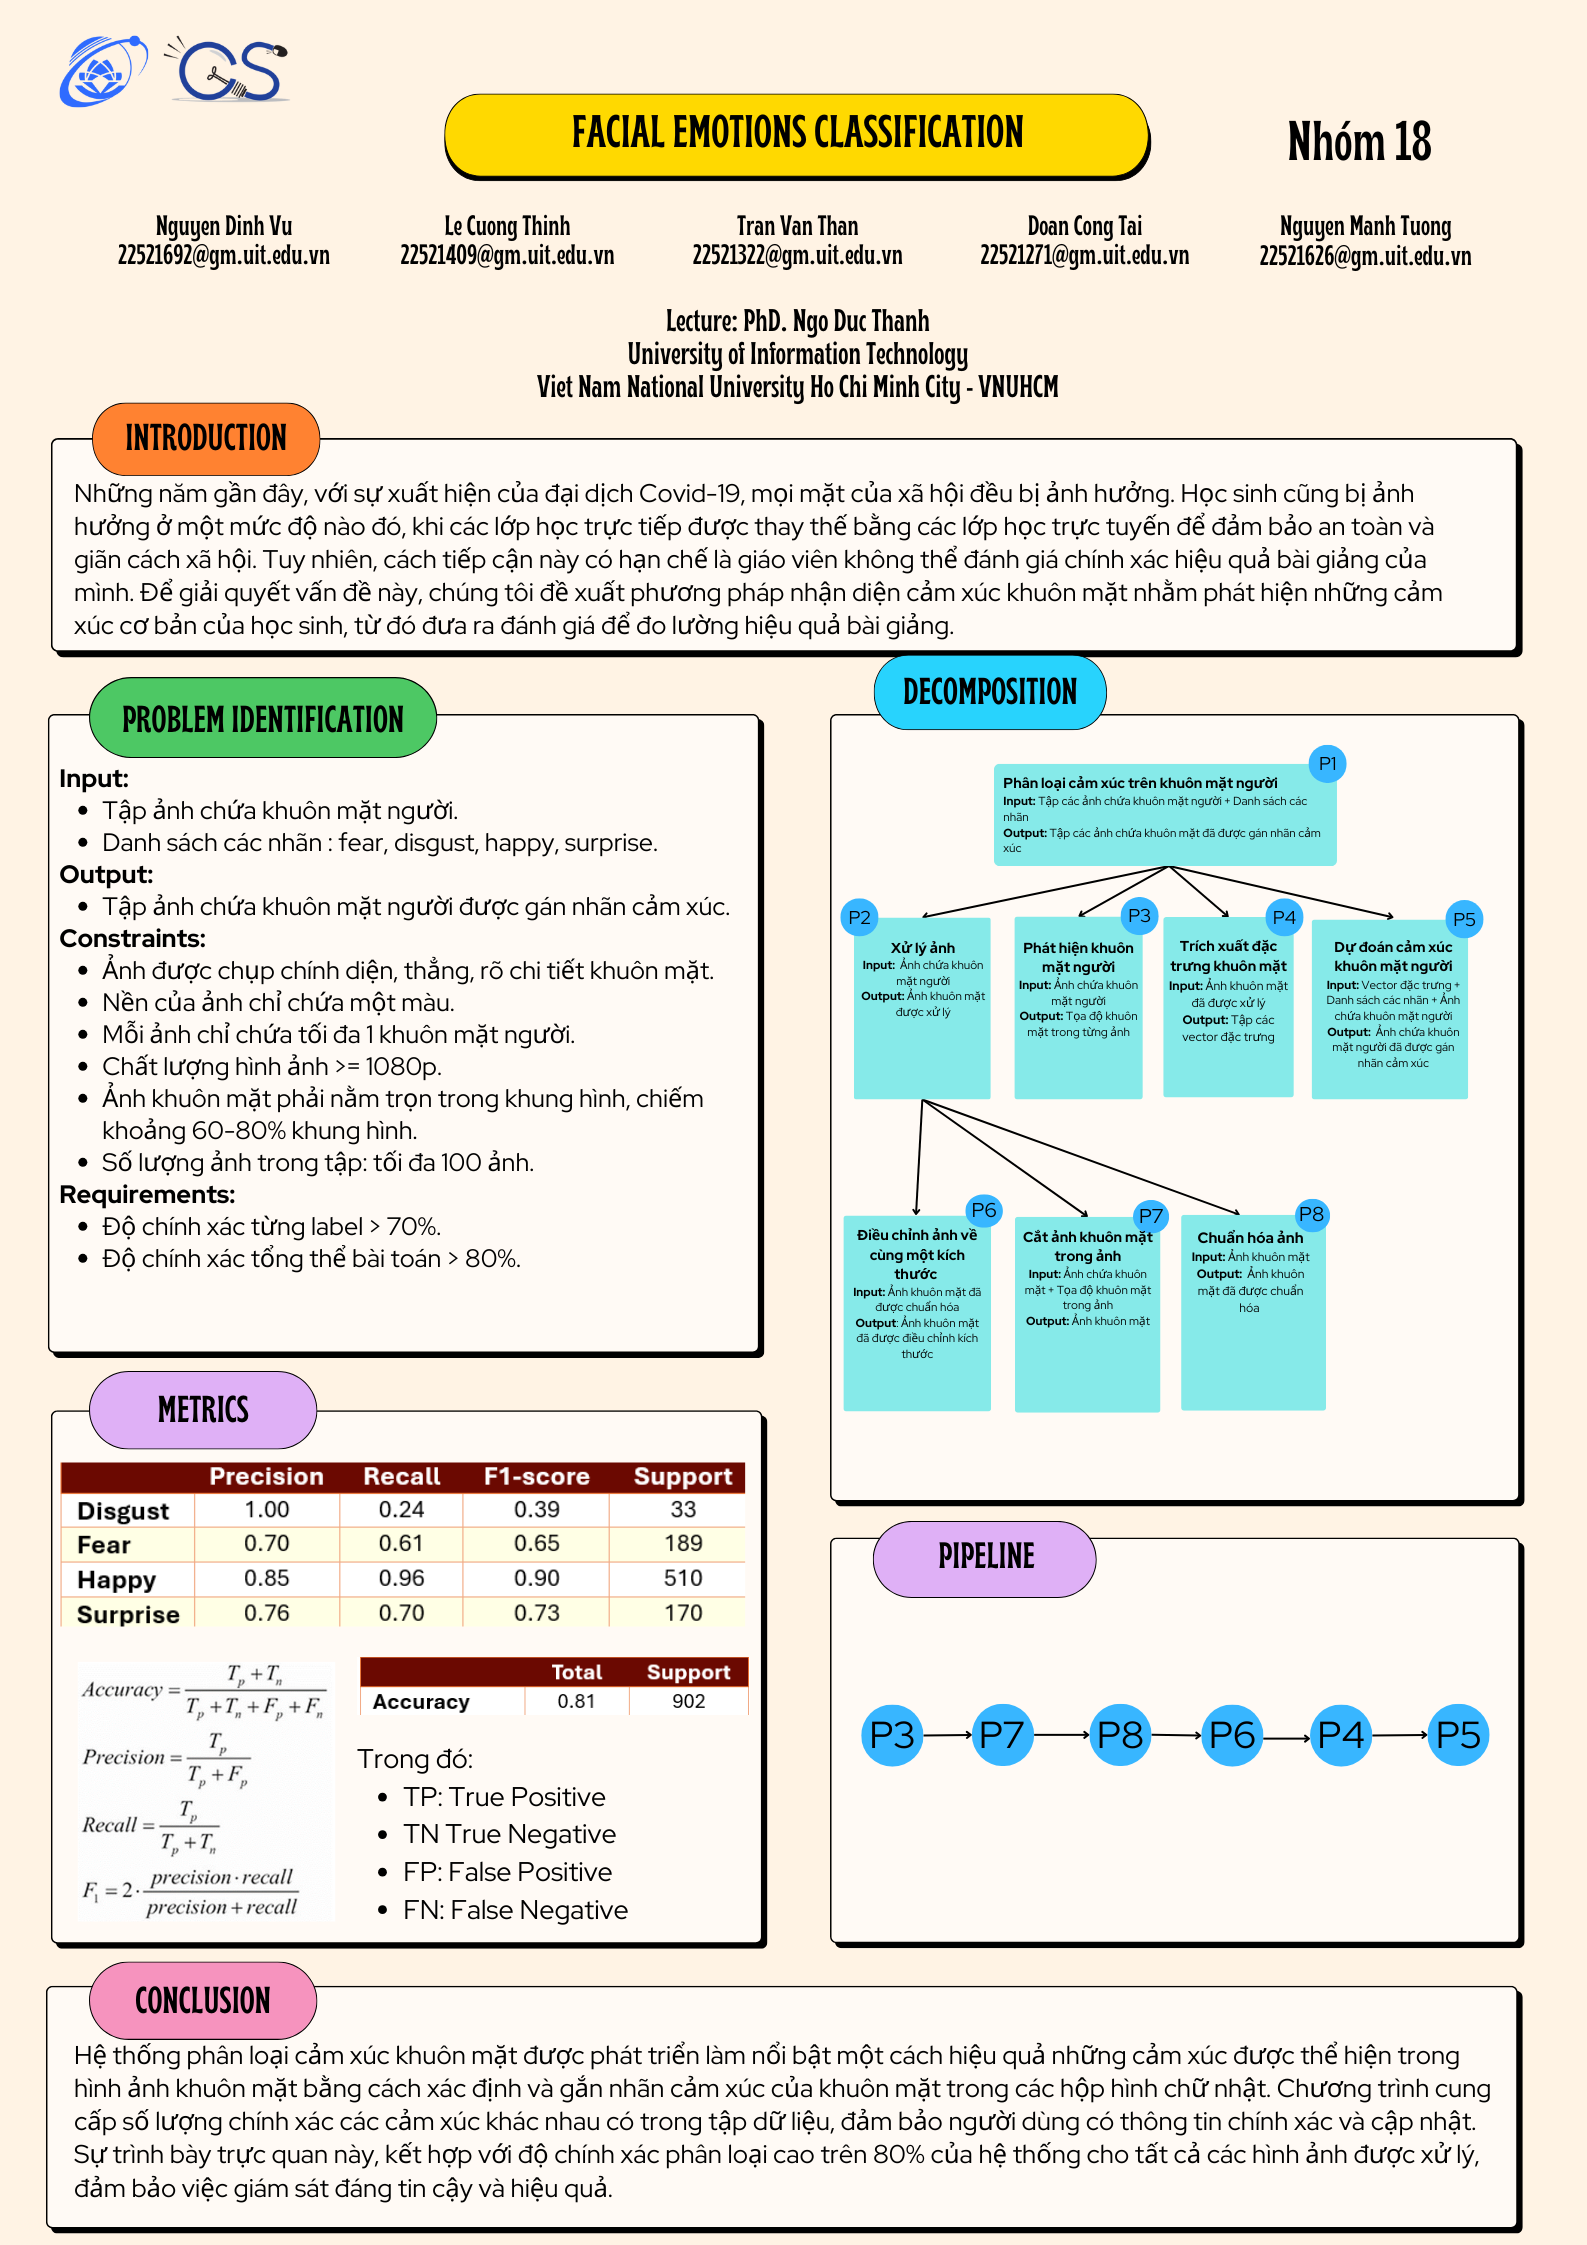 CS
FACIAL EMOTIONS CLASSIFICATION
Nhóm 18
Nguyen Dinh Vu
22521692@gm.uit.edu.vn
Le Cuong Thinh
22521409@gm.uit.edu.vn
Tran Van Than
22521322@gm.uit.edu.vn
Doan Cong Tai
22521271@gm.uit.edu.vn
Nguyen Manh Tuong
22521626@gm.uit.edu.vn
Lecture: PhD. Ngo Duc Thanh
University of Information Technology
Viet Nam National University Ho Chi Minh City - VNUHCM
INTRODUCTION
Những năm gần đây, với sự xuất hiện của đại dịch Covid-19, mọi mặt của xã hội đều bị ảnh hưởng. Học sinh cũng bị ảnh
hưởng ở một mức độ nào đó, khi các lớp học trực tiếp được thay thế bằng các lớp học trực tuyến để đảm bảo an toàn và
giãn cách xã hội. Tuy nhiên, cách tiếp cận này có hạn chế là giáo viên không thể đánh giá chính xác hiệu quả bài giảng của
mình. Để giải quyết vấn đề này, chúng tôi đề xuất phương pháp nhận diện cảm xúc khuôn mặt nhằm phát hiện những cảm
xúc cơ bản của học sinh, từ đó đưa ra đánh giá để đo lường hiệu quả bài giảng.
PROBLEM IDENTIFICATION
Input:
• Tập ảnh chứa khuôn mặt người.
• Danh sách các nhãn : fear, disgust, happy, surprise.
Output:
• Tập ảnh chứa khuôn mặt người được gán nhãn cảm xúc.
Constraints:
• Ảnh được chụp chính diện, thẳng, rõ chi tiết khuôn mặt.
• Nền của ảnh chỉ chứa một màu.
• Mỗi ảnh chỉ chứa tối đa 1 khuôn mặt người.
• Chất lượng hình ảnh >= 1080p.
• Ảnh khuôn mặt phải nằm trọn trong khung hình, chiếm
khoảng 60-80% khung hình.
• Số lượng ảnh trong tập: tối đa 100 ảnh.
Requirements:
• Độ chính xác từng label > 70%.
• Độ chính xác tổng thể bài toán > 80%.
DECOMPOSITION
P1
Phân loại cảm xúc trên khuôn mặt người
Input: Tập các ảnh chứa khuôn mặt người + Danh sách các
nhãn
Output: Tập các ảnh chứa khuôn mặt đã được gán nhãn cảm
xúc
P2
Xử lý ảnh
Input: Ảnh chứa khuôn
mặt người
Output: Ảnh khuôn mặt
được xử lý
P3
Phát hiện khuôn
mặt người
Input: Ảnh chứa khuôn
mặt người
Output: Tọa độ khuôn
mặt trong từng ảnh
P4
Trích xuất đặc
trưng khuôn mặt
Input: Ảnh khuôn mặt
đã được xử lý
Output: Tập các
vector đặc trưng
P5
Dự đoán cảm xúc
khuôn mặt người
Input: Vector đặc trưng +
Danh sách các nhãn + Ảnh
chứa khuôn mặt người
Output: Ảnh chứa khuôn
mặt người đã được gán
nhãn cảm xúc
P6
Điều chỉnh ảnh về
cùng một kích
thước
Input: Ảnh khuôn mặt đã
được chuẩn hóa
Output: Ảnh khuôn mặt
đã được điều chỉnh kích
thước
P7
Cắt ảnh khuôn mặt
trong ảnh
Input: Ảnh chứa khuôn
mặt + Tọa độ khuôn mặt
trong ảnh
Output: Ảnh khuôn mặt
P8
Chuẩn hóa ảnh
Input: Ảnh khuôn mặt
Output: Ảnh khuôn
mặt đã được chuẩn
hóa
METRICS
Precision Recall F1-score Support
Disgust 1.00 0.24 0.39 33
Fear 0.70 0.61 0.65 189
Happy 0.85 0.96 0.90 510
Surprise 0.76 0.70 0.73 170
Accuracy = (Tp + Tn) / (Tp + Tn + Fp + Fn)
Precision = Tp / (Tp + Fp)
Recall = Tp / (Tp + Tn)
F1 = 2 · (precision · recall) / (precision + recall)
Total Support
Accuracy 0.81 902
Trong đó:
• TP: True Positive
• TN True Negative
• FP: False Positive
• FN: False Negative
PIPELINE
P3 P7 P8 P6 P4 P5
CONCLUSION
Hệ thống phân loại cảm xúc khuôn mặt được phát triển làm nổi bật một cách hiệu quả những cảm xúc được thể hiện trong
hình ảnh khuôn mặt bằng cách xác định và gắn nhãn cảm xúc của khuôn mặt trong các hộp hình chữ nhật. Chương trình cung
cấp số lượng chính xác các cảm xúc khác nhau có trong tập dữ liệu, đảm bảo người dùng có thông tin chính xác và cập nhật.
Sự trình bày trực quan này, kết hợp với độ chính xác phân loại cao trên 80% của hệ thống cho tất cả các hình ảnh được xử lý,
đảm bảo việc giám sát đáng tin cậy và hiệu quả.